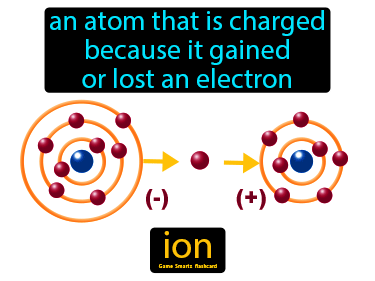 an atom that is charged
because it gained
or lost an electron
(-) (+)
ion
Game Smartz flashcard